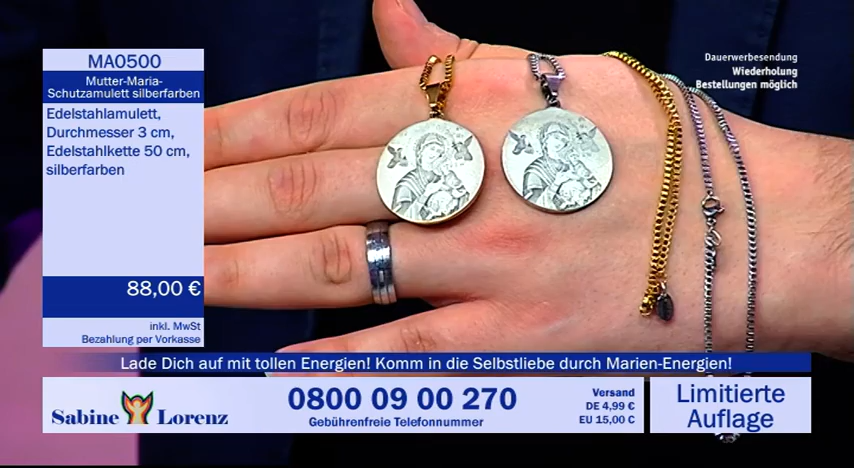 MA0500
Mutter-Maria-
Schutzamulett silberfarben
Edelstahlamulett,
Durchmesser 3 cm,
Edelstahlkette 50 cm,
silberfarben
88,00 €
inkl. MwSt
Bezahlung per Vorkasse
Dauerwerbesendung
Wiederholung
Bestellungen möglich
Lade Dich auf mit tollen Energien! Komm in die Selbstliebe durch Marien-Energien!
Sabine Lorenz
0800 09 00 270
Gebührenfreie Telefonnummer
Versand
DE 4,99 €
EU 15,00 €
Limitierte
Auflage